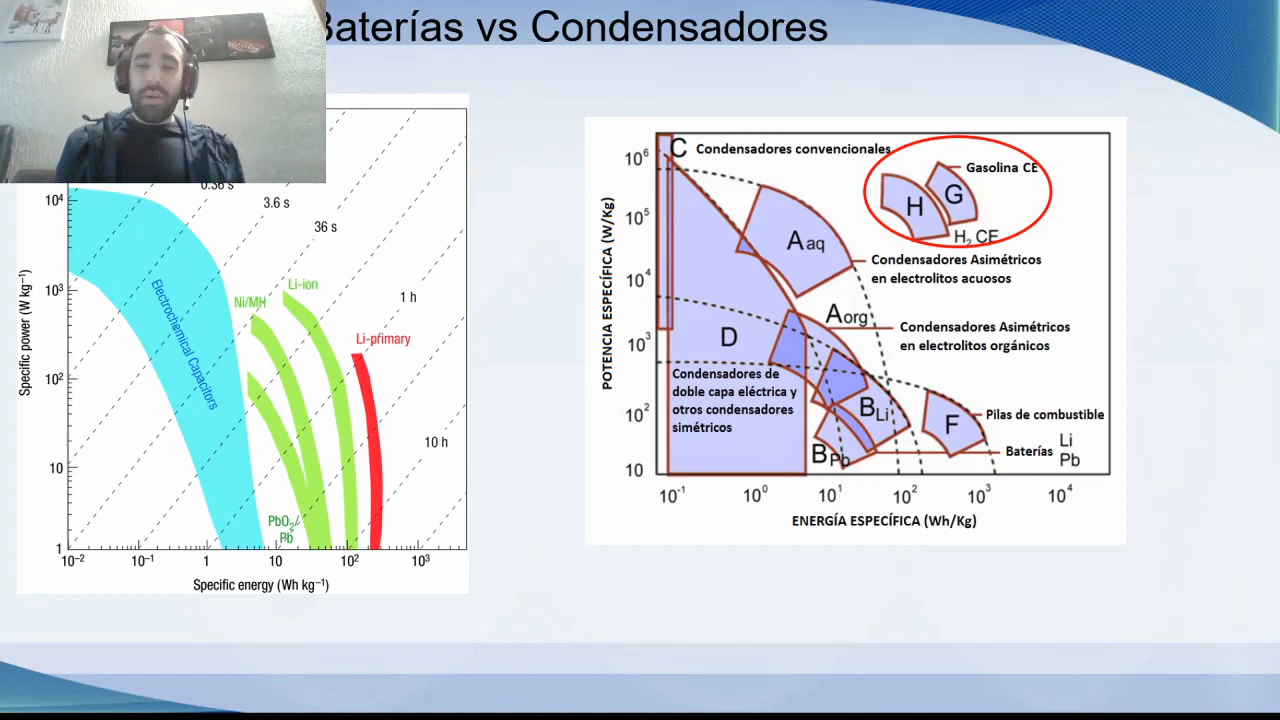 Baterías vs Condensadores
0.36 s
3.6 s
36 s
1 h
10 h
10⁴
10³
10²
10
1
Specific power (W kg⁻¹)
Electrochemical Capacitors
Ni/MH
Li-ion
Li-primary
PbO₂/
Pb
10⁻²
10⁻¹
1
10
10²
10³
Specific energy (Wh kg⁻¹)
POTENCIA ESPECÍFICA (W/Kg)
10⁶
10⁵
10⁴
10³
10²
10
C
Condensadores convencionales
Gasolina CE
H
G
H₂ CE
A aq
Condensadores Asimétricos
en electrolitos acuosos
A org
Condensadores Asimétricos
en electrolitos orgánicos
D
Condensadores de
doble capa eléctrica y
otros condensadores
simétricos
B Li
F
Pilas de combustible
B Pb
Baterías
Li
Pb
10⁻¹
10⁰
10¹
10²
10³
10⁴
ENERGÍA ESPECÍFICA (Wh/Kg)